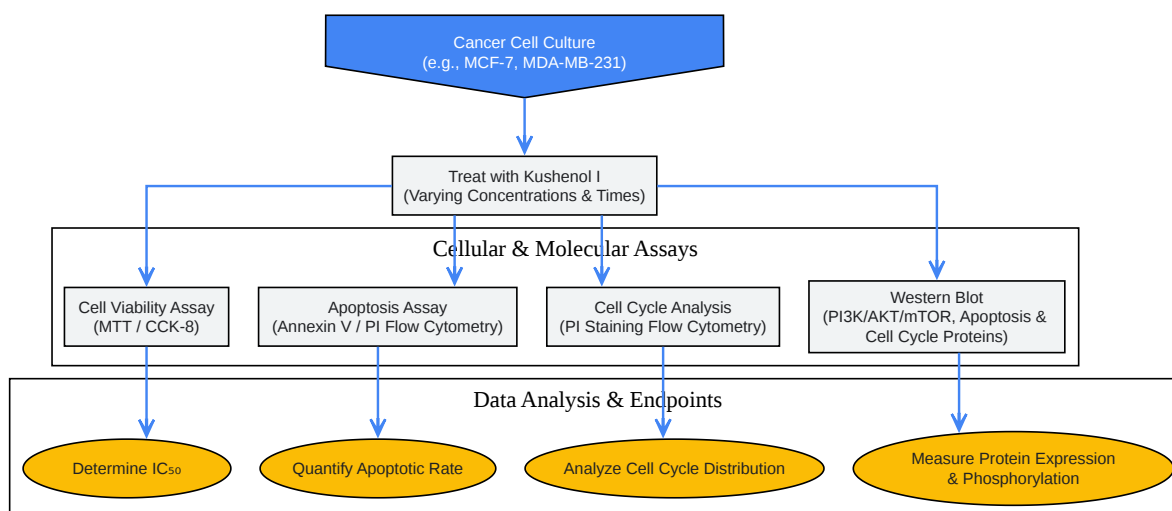 Cancer Cell Culture
(e.g., MCF-7, MDA-MB-231)
Treat with Kushenol I
(Varying Concentrations & Times)
Cellular & Molecular Assays
Cell Viability Assay
(MTT / CCK-8)
Apoptosis Assay
(Annexin V / PI Flow Cytometry)
Cell Cycle Analysis
(PI Staining Flow Cytometry)
Western Blot
(PI3K/AKT/mTOR, Apoptosis &
Cell Cycle Proteins)
Data Analysis & Endpoints
Determine IC₅₀
Quantify Apoptotic Rate
Analyze Cell Cycle Distribution
Measure Protein Expression
& Phosphorylation